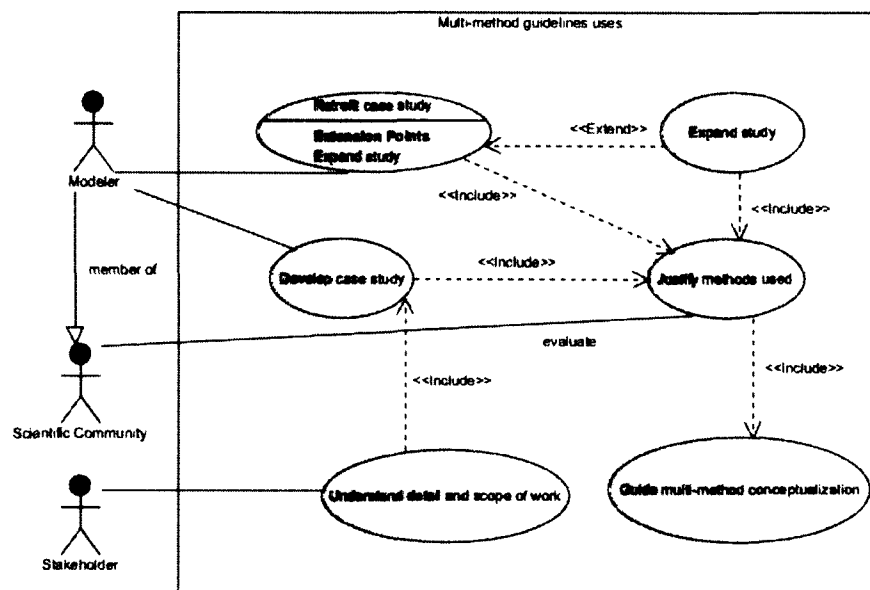 Multi-method guidelines uses
Retrofit case study
Extension Points
Expand study
<<Extend>>
Expand study
Modeler
<<Include>>
<<Include>>
member of
Develop case study
<<Include>>
Justify methods used
evaluate
<<Include>>
<<Include>>
Scientific Community
Understand detail and scope of work
Guide multi-method conceptualization
Stakeholder